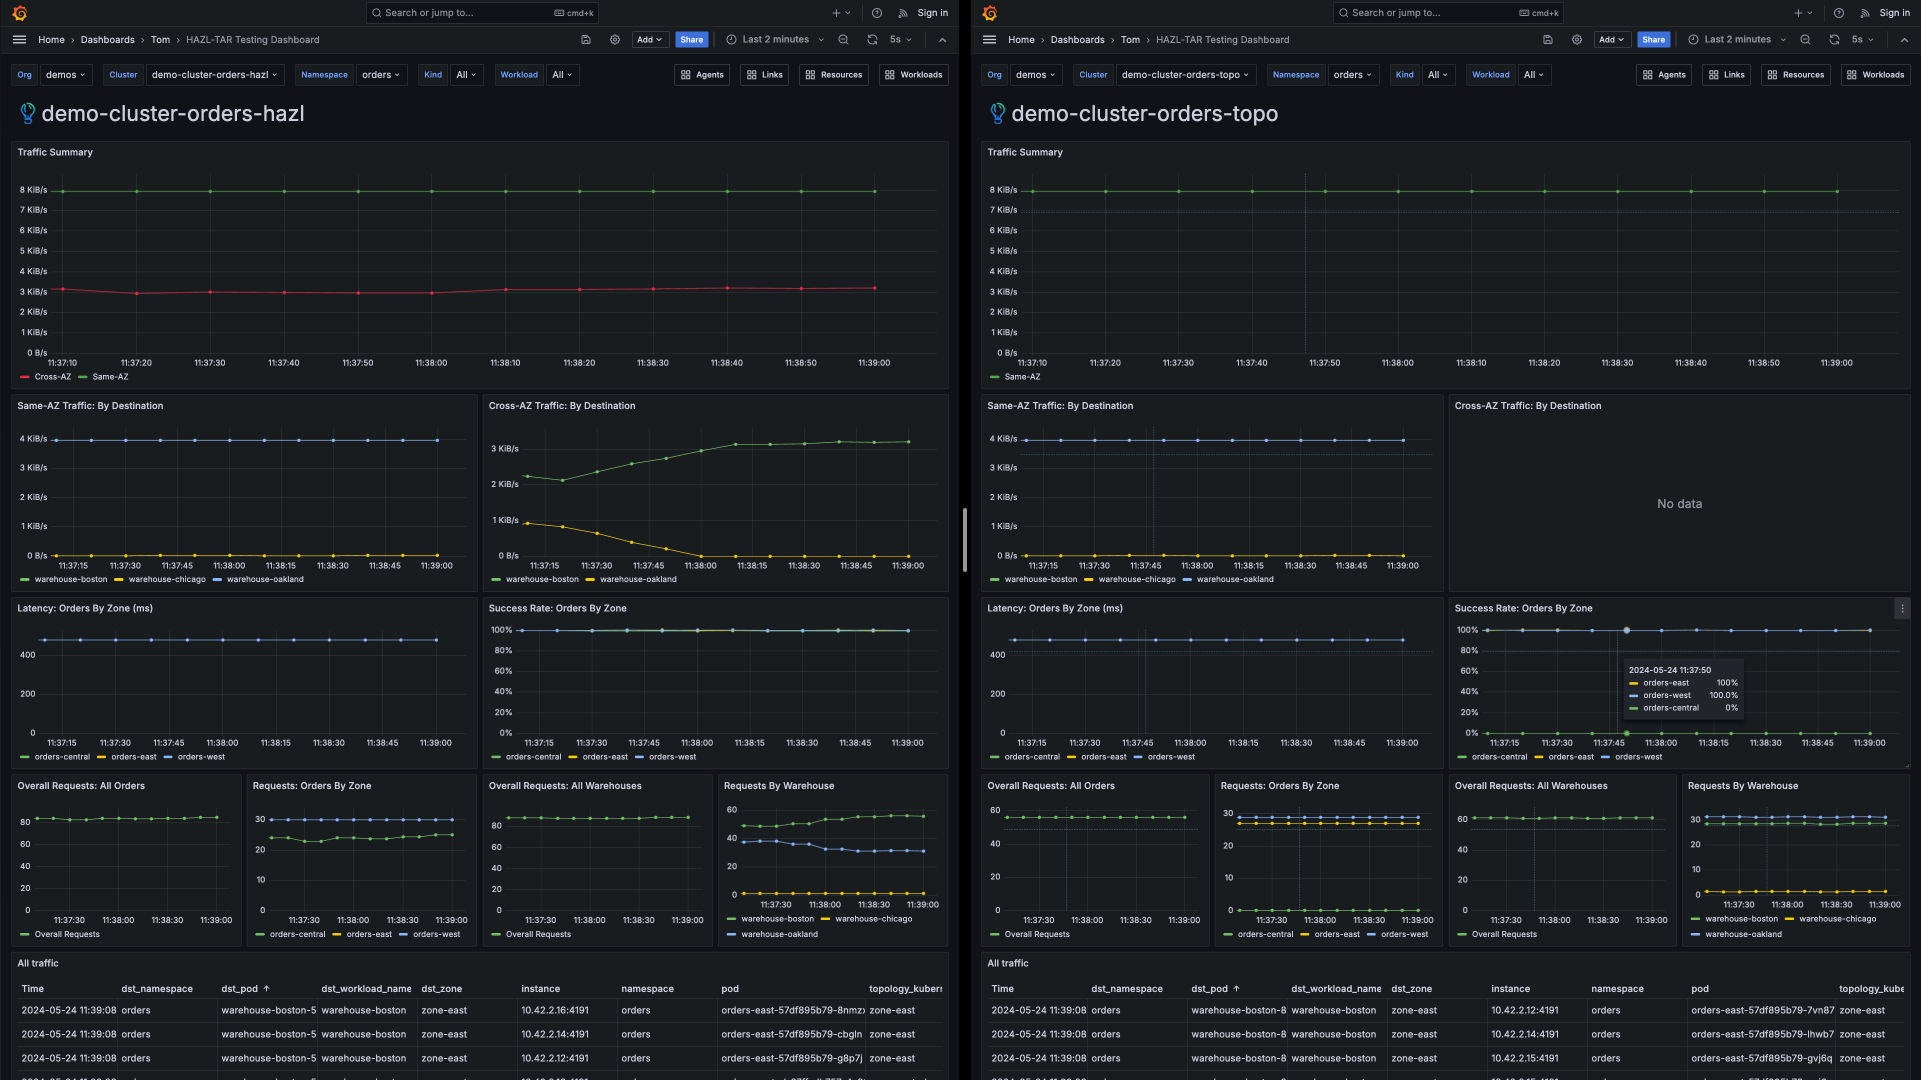 Search or jump to... cmd+k Sign in
Home › Dashboards › Tom › HAZL-TAR Testing Dashboard Add Share Last 2 minutes 5s
Org demos Cluster demo-cluster-orders-hazl Namespace orders Kind All Workload All Agents Links Resources Workloads
demo-cluster-orders-hazl
Traffic Summary
8 KiB/s
7 KiB/s
6 KiB/s
5 KiB/s
4 KiB/s
3 KiB/s
2 KiB/s
1 KiB/s
0 B/s
11:37:10 11:37:20 11:37:30 11:37:40 11:37:50 11:38:00 11:38:10 11:38:20 11:38:30 11:38:40 11:38:50 11:39:00
Cross-AZ Same-AZ
Same-AZ Traffic: By Destination
4 KiB/s
3 KiB/s
2 KiB/s
1 KiB/s
0 B/s
11:37:15 11:37:30 11:37:45 11:38:00 11:38:15 11:38:30 11:38:45 11:39:00
warehouse-boston warehouse-chicago warehouse-oakland
Cross-AZ Traffic: By Destination
3 KiB/s
2 KiB/s
1 KiB/s
0 B/s
11:37:15 11:37:30 11:37:45 11:38:00 11:38:15 11:38:30 11:38:45 11:39:00
warehouse-boston warehouse-oakland
Latency: Orders By Zone (ms)
400
200
0
11:37:15 11:37:30 11:37:45 11:38:00 11:38:15 11:38:30 11:38:45 11:39:00
orders-central orders-east orders-west
Success Rate: Orders By Zone
100%
80%
60%
40%
20%
0%
11:37:15 11:37:30 11:37:45 11:38:00 11:38:15 11:38:30 11:38:45 11:39:00
orders-central orders-east orders-west
Overall Requests: All Orders
80
60
40
20
0
11:37:30 11:38:00 11:38:30 11:39:00
Overall Requests
Requests: Orders By Zone
30
20
10
0
11:37:30 11:38:00 11:38:30 11:39:00
orders-central orders-east orders-west
Overall Requests: All Warehouses
80
60
40
20
0
11:37:30 11:38:00 11:38:30 11:39:00
Overall Requests
Requests By Warehouse
60
40
20
0
11:37:30 11:38:00 11:38:30 11:39:00
warehouse-boston warehouse-chicago
warehouse-oakland
All traffic
Time dst_namespace dst_pod ↑ dst_workload_name dst_zone instance namespace pod topology_kubern
2024-05-24 11:39:08 orders warehouse-boston-5 warehouse-boston zone-east 10.42.2.16:4191 orders orders-east-57df895b79-8nmzx zone-east
2024-05-24 11:39:08 orders warehouse-boston-5 warehouse-boston zone-east 10.42.2.14:4191 orders orders-east-57df895b79-cbgln zone-east
2024-05-24 11:39:08 orders warehouse-boston-5 warehouse-boston zone-east 10.42.2.12:4191 orders orders-east-57df895b79-g8p7j zone-east
Search or jump to... cmd+k Sign in
Home › Dashboards › Tom › HAZL-TAR Testing Dashboard Add Share Last 2 minutes 5s
Org demos Cluster demo-cluster-orders-topo Namespace orders Kind All Workload All Agents Links Resources Workloads
demo-cluster-orders-topo
Traffic Summary
8 KiB/s
7 KiB/s
6 KiB/s
5 KiB/s
4 KiB/s
3 KiB/s
2 KiB/s
1 KiB/s
0 B/s
11:37:10 11:37:20 11:37:30 11:37:40 11:37:50 11:38:00 11:38:10 11:38:20 11:38:30 11:38:40 11:38:50 11:39:00
Same-AZ
Same-AZ Traffic: By Destination
4 KiB/s
3 KiB/s
2 KiB/s
1 KiB/s
0 B/s
11:37:15 11:37:30 11:37:45 11:38:00 11:38:15 11:38:30 11:38:45 11:39:00
warehouse-boston warehouse-chicago warehouse-oakland
Cross-AZ Traffic: By Destination
No data
Latency: Orders By Zone (ms)
400
200
0
11:37:15 11:37:30 11:37:45 11:38:00 11:38:15 11:38:30 11:38:45 11:39:00
orders-central orders-east orders-west
Success Rate: Orders By Zone
100%
80%
60%
40%
20%
0%
2024-05-24 11:37:50
orders-east 100%
orders-west 100.0%
orders-central 0%
11:37:15 11:37:30 11:37:45 11:38:00 11:38:15 11:38:30 11:38:45 11:39:00
orders-central orders-east orders-west
Overall Requests: All Orders
60
40
20
0
11:37:30 11:38:00 11:38:30 11:39:00
Overall Requests
Requests: Orders By Zone
30
20
10
0
11:37:30 11:38:00 11:38:30 11:39:00
orders-central orders-east orders-west
Overall Requests: All Warehouses
60
40
20
0
11:37:30 11:38:00 11:38:30 11:39:00
Overall Requests
Requests By Warehouse
30
20
10
0
11:37:30 11:38:00 11:38:30 11:39:00
warehouse-boston warehouse-chicago
warehouse-oakland
All traffic
Time dst_namespace dst_pod ↑ dst_workload_name dst_zone instance namespace pod topology_kube
2024-05-24 11:39:08 orders warehouse-boston-8 warehouse-boston zone-east 10.42.2.12:4191 orders orders-east-57df895b79-7vn87 zone-east
2024-05-24 11:39:08 orders warehouse-boston-8 warehouse-boston zone-east 10.42.2.14:4191 orders orders-east-57df895b79-lhwb7 zone-east
2024-05-24 11:39:08 orders warehouse-boston-8 warehouse-boston zone-east 10.42.2.15:4191 orders orders-east-57df895b79-gvj6q zone-east